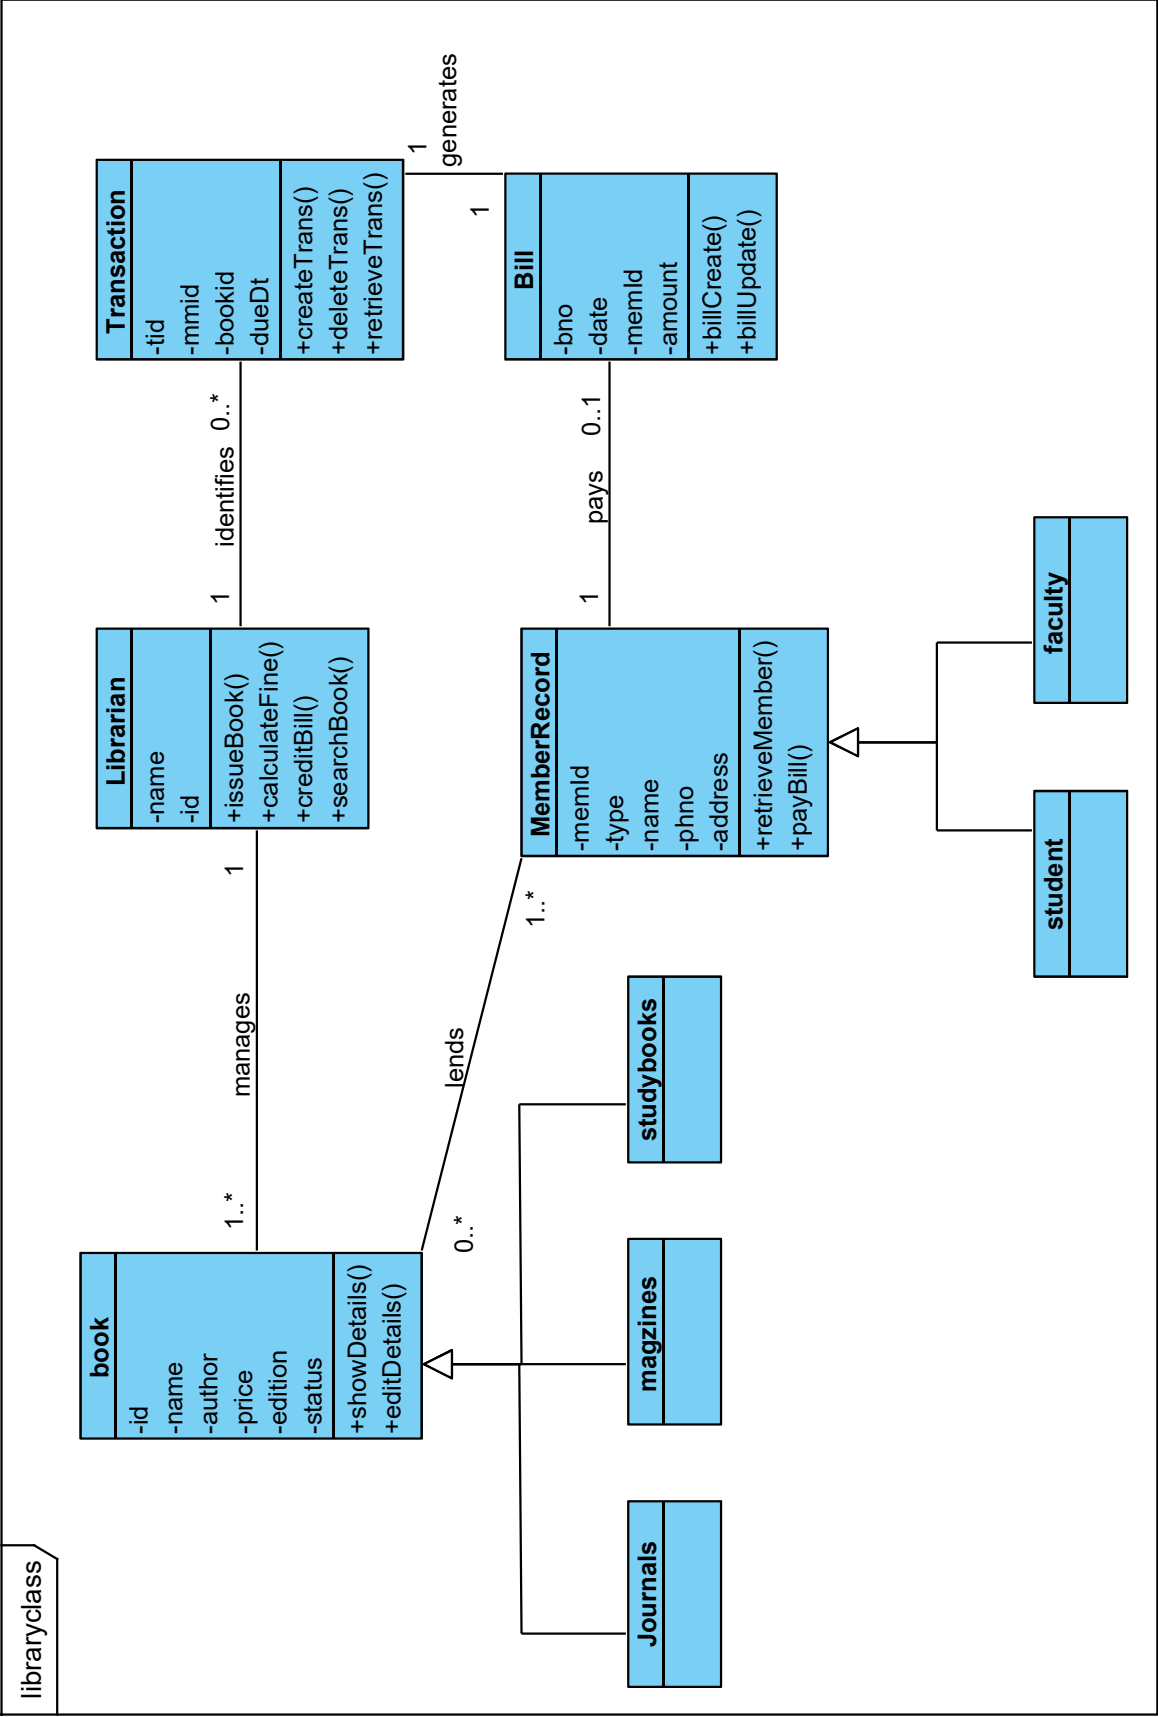 libraryclass
book
-id
-name
-author
-price
-edition
-status
+showDetails()
+editDetails()
1..*
manages
1
Librarian
-name
-id
+issueBook()
+calculateFine()
+creditBill()
+searchBook()
1
identifies
0..*
Transaction
-tid
-mmid
-bookid
-dueDt
+createTrans()
+deleteTrans()
+retrieveTrans()
1
generates
1
0..*
lends
1..*
MemberRecord
-memId
-type
-name
-phno
-address
+retrieveMember()
+payBill()
1
pays
0..1
Bill
-bno
-date
-memId
-amount
+billCreate()
+billUpdate()
Journals
magzines
studybooks
student
faculty